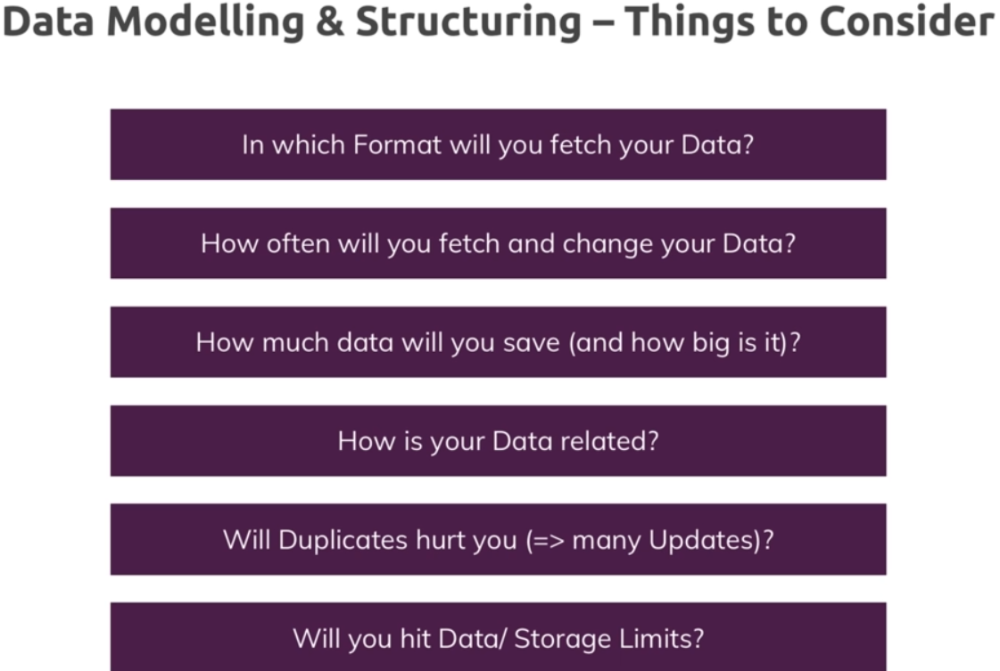 Data Modelling & Structuring – Things to Consider
In which Format will you fetch your Data?
How often will you fetch and change your Data?
How much data will you save (and how big is it)?
How is your Data related?
Will Duplicates hurt you (=> many Updates)?
Will you hit Data/ Storage Limits?